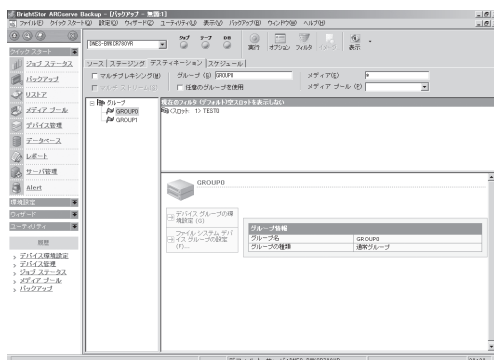 BrightStor ARCserve Backup - [バックアップ - 無題1]
ファイル(F) クイック スタート(Q) 設定(O) ウィザード(Z) ユーティリティ(U) 表示(V) バックアップ(B) ウィンドウ(W) ヘルプ(H)
ジョブ テープ DB
実行 オプション フィルタ 表示
クイック スタート
ジョブ ステータス
バックアップ
リストア
メディア プール
デバイス管理
データベース
レポート
サーバ管理
Alert
環境設定
ウィザード
ユーティリティ
履歴
> デバイス環境設定
> デバイス管理
> ジョブ ステータス
> メディア プール
> バックアップ
ソース ステージング デスティネーション スケジュール
マルチプレキシング(M) グループ(G) GROUP0 メディア(E) *
マルチ ストリーム(S) 任意のグループを使用 メディア プール(P)
グループ
GROUP0
GROUP1
現在のフィルタ(デフォルト)空スロットを表示しない
<スロット: 1> TEST0
GROUP0
デバイス グループの環境設定 (G)
ファイル システム デバイス グループの設定 (F)...
グループ情報
グループ名 GROUP0
グループの種類 通常グループ